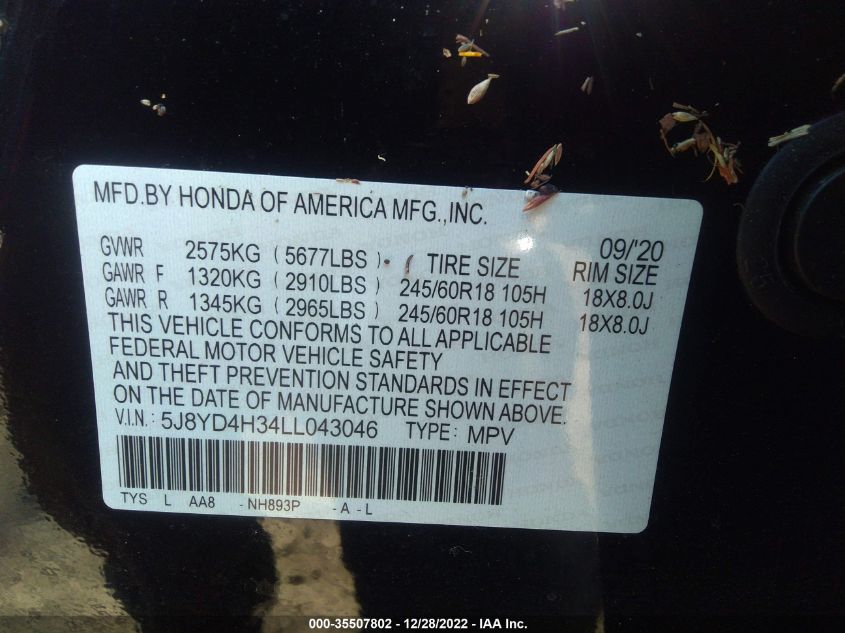 MFD.BY HONDA OF AMERICA MFG.,INC.
09/'20
GVWR 2575KG ( 5677LBS ) TIRE SIZE RIM SIZE
GAWR F 1320KG ( 2910LBS ) 245/60R18 105H 18X8.0J
GAWR R 1345KG ( 2965LBS ) 245/60R18 105H 18X8.0J
THIS VEHICLE CONFORMS TO ALL APPLICABLE
FEDERAL MOTOR VEHICLE SAFETY
AND THEFT PREVENTION STANDARDS IN EFFECT
ON THE DATE OF MANUFACTURE SHOWN ABOVE.
V.I.N.: 5J8YD4H34LL043046 TYPE: MPV
TYS L AA8 - NH893P - A - L
000-35507802 - 12/28/2022 - IAA Inc.